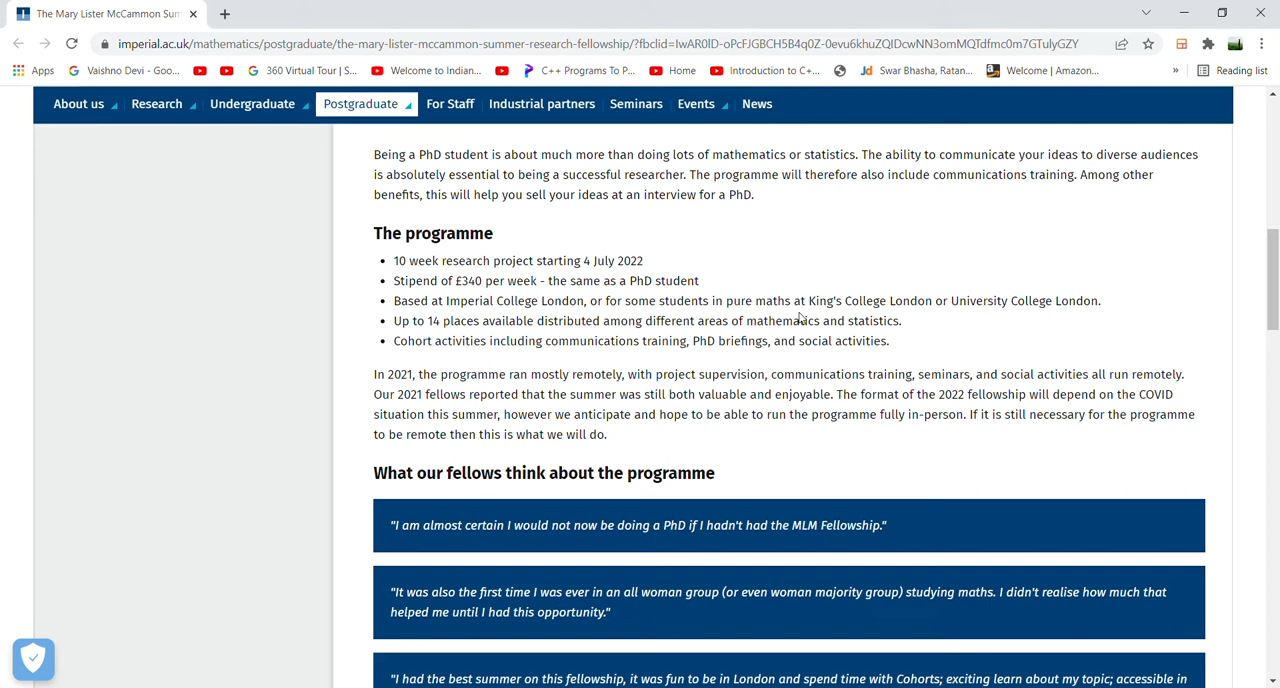 The Mary Lister McCammon Sum
imperial.ac.uk/mathematics/postgraduate/the-mary-lister-mccammon-summer-research-fellowship/?fbclid=IwAR0ID-oPcFJGBCH5B4q0Z-0evu6khuZQIDcwNN3omMQTdfmc0m7GTulyGZY
Apps Vaishno Devi - Goo... 360 Virtual Tour | S... Welcome to Indian... C++ Programs To P... Home Introduction to C+... Swar Bhasha, Ratan... Welcome | Amazon... » Reading list
About us Research Undergraduate Postgraduate For Staff Industrial partners Seminars Events News
Being a PhD student is about much more than doing lots of mathematics or statistics. The ability to communicate your ideas to diverse audiences
is absolutely essential to being a successful researcher. The programme will therefore also include communications training. Among other
benefits, this will help you sell your ideas at an interview for a PhD.
The programme
• 10 week research project starting 4 July 2022
• Stipend of £340 per week - the same as a PhD student
• Based at Imperial College London, or for some students in pure maths at King's College London or University College London.
• Up to 14 places available distributed among different areas of mathematics and statistics.
• Cohort activities including communications training, PhD briefings, and social activities.
In 2021, the programme ran mostly remotely, with project supervision, communications training, seminars, and social activities all run remotely.
Our 2021 fellows reported that the summer was still both valuable and enjoyable. The format of the 2022 fellowship will depend on the COVID
situation this summer, however we anticipate and hope to be able to run the programme fully in-person. If it is still necessary for the programme
to be remote then this is what we will do.
What our fellows think about the programme
"I am almost certain I would not now be doing a PhD if I hadn't had the MLM Fellowship."
"It was also the first time I was ever in an all woman group (or even woman majority group) studying maths. I didn't realise how much that
helped me until I had this opportunity."
"I had the best summer on this fellowship, it was fun to be in London and spend time with Cohorts; exciting learn about my topic; accessible in